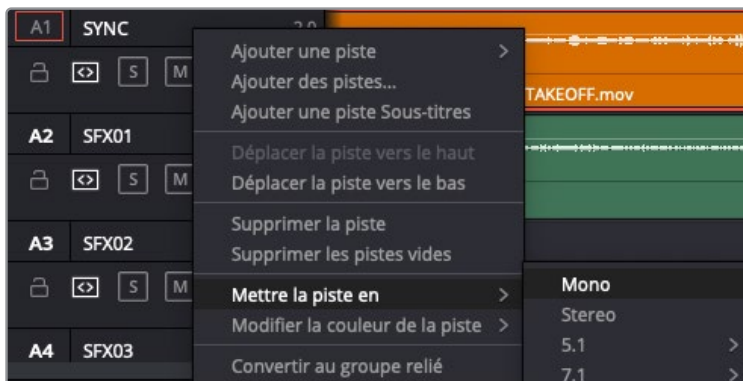 A1 SYNC 2.0
Ajouter une piste >
S M
Ajouter des pistes...
TAKEOFF.mov
Ajouter une piste Sous-titres
A2 SFX01
Déplacer la piste vers le haut
S M
Déplacer la piste vers le bas
Supprimer la piste
A3 SFX02
Supprimer les pistes vides
S M
Mettre la piste en >
Mono
Modifier la couleur de la piste >
Stereo
A4 SFX03
5.1 >
Convertir au groupe relié
7.1 >